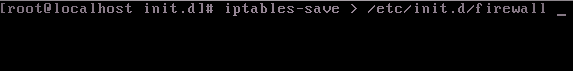 [root@localhost init.d]# iptables-save > /etc/init.d/firewall _